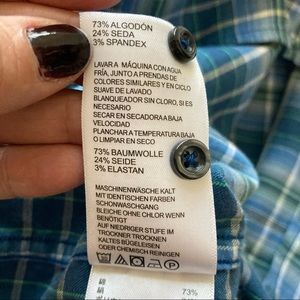 73% ALGODÓN
24% SEDA
3% SPANDEX
LAVAR A MÁQUINA CON AGUA
FRÍA, JUNTO A PRENDAS DE
COLORES SIMILARES Y EN CICLO
SUAVE DE LAVADO
BLANQUEADOR SIN CLORO, SI ES
NECESARIO
SECAR EN SECADORA A BAJA
VELOCIDAD
PLANCHAR A TEMPERATURA BAJA
O LIMPIAR EN SECO
73% BAUMWOLLE
24% SEIDE
3% ELASTAN
MASCHINENWÄSCHE KALT
MIT IDENTISCHEN FARBEN
SCHONWASCHGANG
BLEICHE OHNE CHLOR WENN
BENÖTIGT
AUF NIEDRIGER STUFE IM
TROCKNER TROCKNEN
KALTES BÜGELEISEN
ODER CHEMISCH REINIGEN
綿 73%
絹